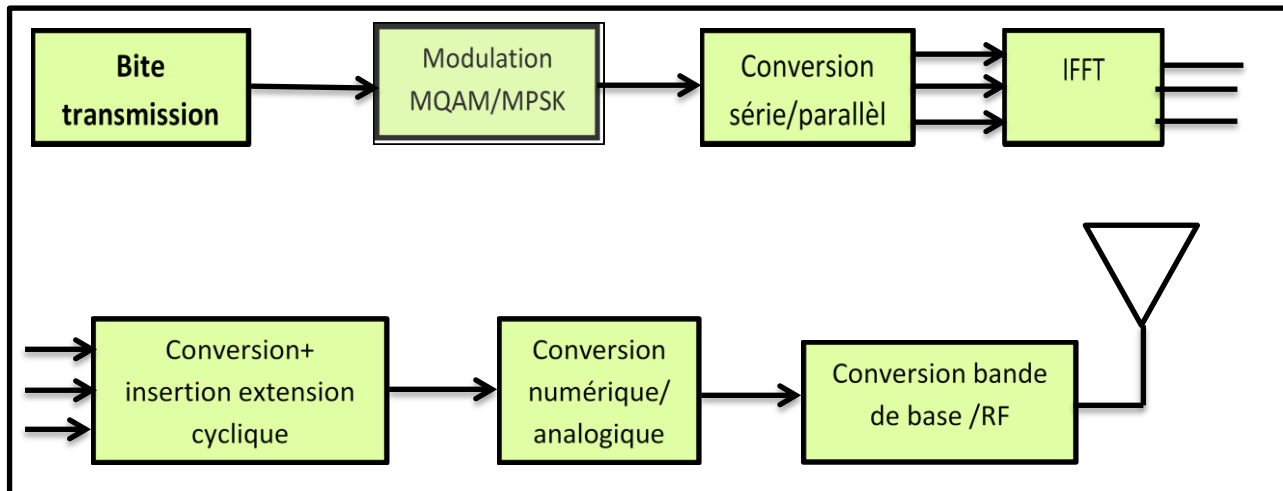 Bite
transmission
Modulation
MQAM/MPSK
Conversion
série/parallèl
IFFT
Conversion+
insertion extension
cyclique
Conversion
numérique/
analogique
Conversion bande
de base /RF